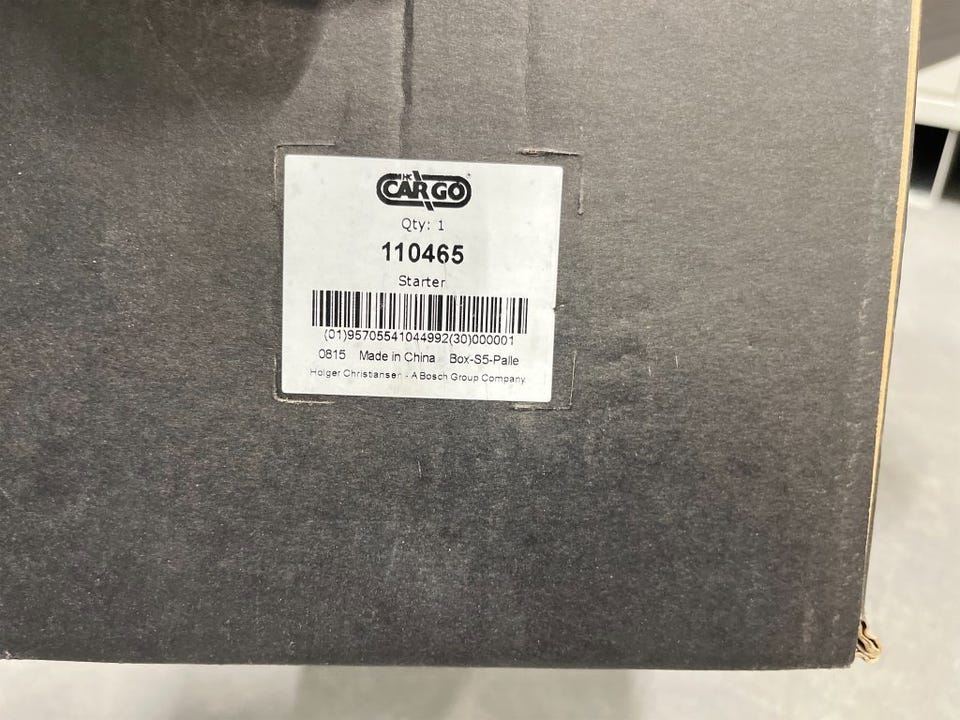 HC
CARGO
Qty: 1
110465
Starter
(01)95705541044992(30)000001
0815 Made in China Box-S5-Palle
Holger Christiansen - A Bosch Group Company